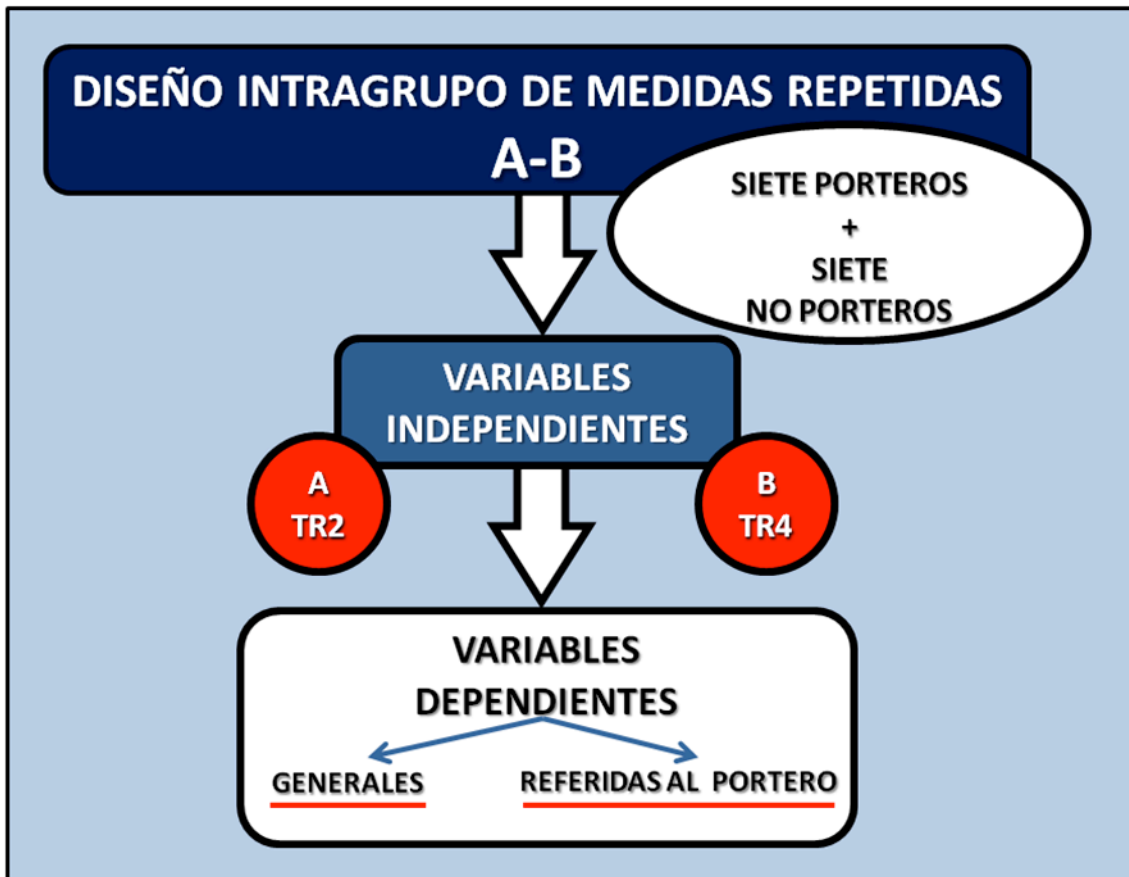 DISEÑO INTRAGRUPO DE MEDIDAS REPETIDAS
A-B
SIETE PORTEROS
+
SIETE
NO PORTEROS
VARIABLES
INDEPENDIENTES
A
TR2
B
TR4
VARIABLES
DEPENDIENTES
GENERALES
REFERIDAS AL PORTERO